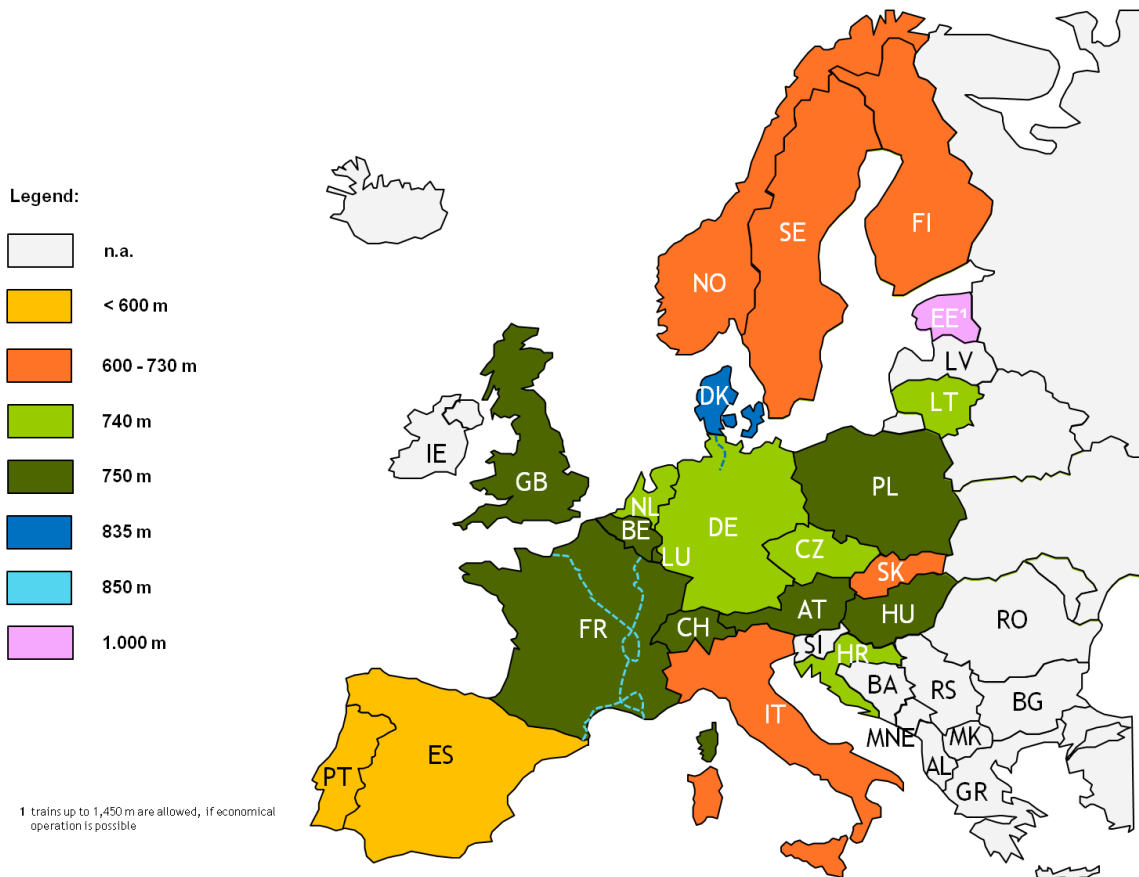 Legend:
n.a.
< 600 m
600 - 730 m
740 m
750 m
835 m
850 m
1.000 m
FI
SE
NO
EE¹
LV
LT
DK
IE
GB
PL
NL
BE
DE
LU
CZ
SK
AT
HU
FR
CH
RO
SI
HR
BA
RS
BG
IT
MNE
MK
ES
PT
AL
GR
1 trains up to 1,450 m are allowed, if economical
operation is possible